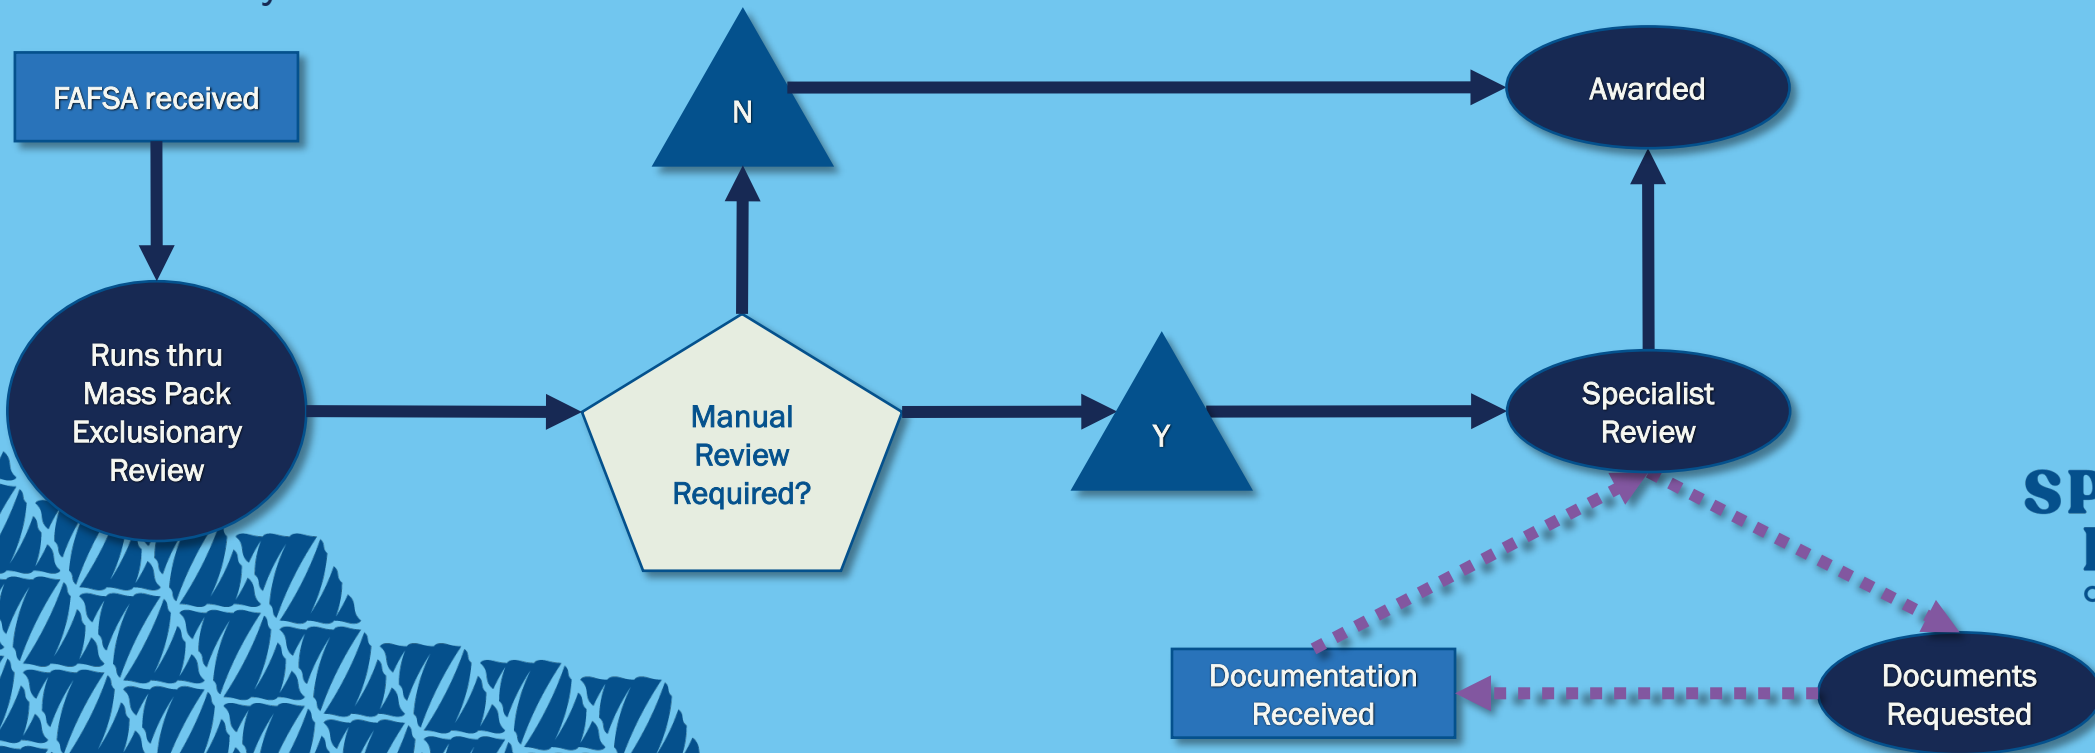 FAFSA received
N
Awarded
Runs thru
Mass Pack
Exclusionary
Review
Manual
Review
Required?
Y
Specialist
Review
Documentation
Received
Documents
Requested